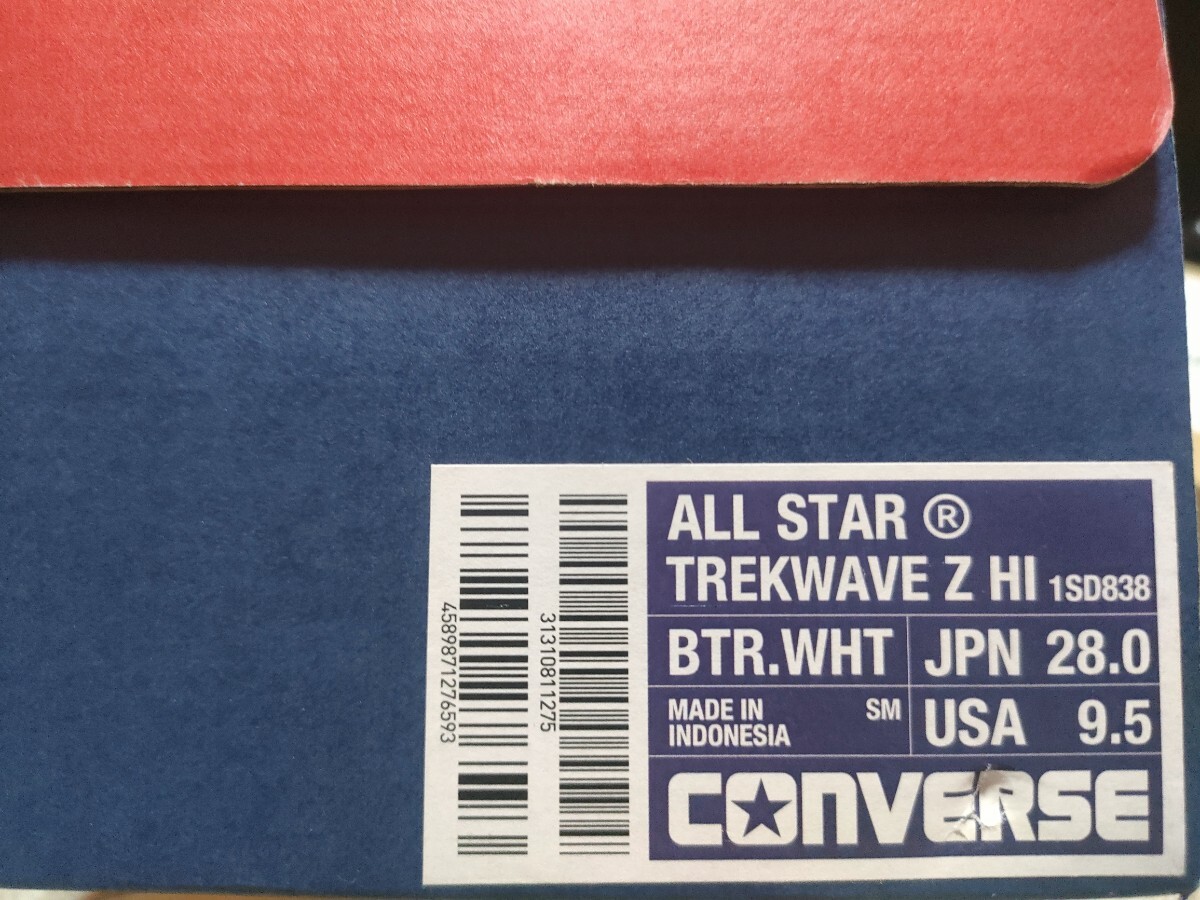 ALL STAR ®
TREKWAVE Z HI 1SD838
BTR.WHT JPN 28.0
MADE IN INDONESIA SM USA 9.5
CONVERSE
4589871276593
31310811275